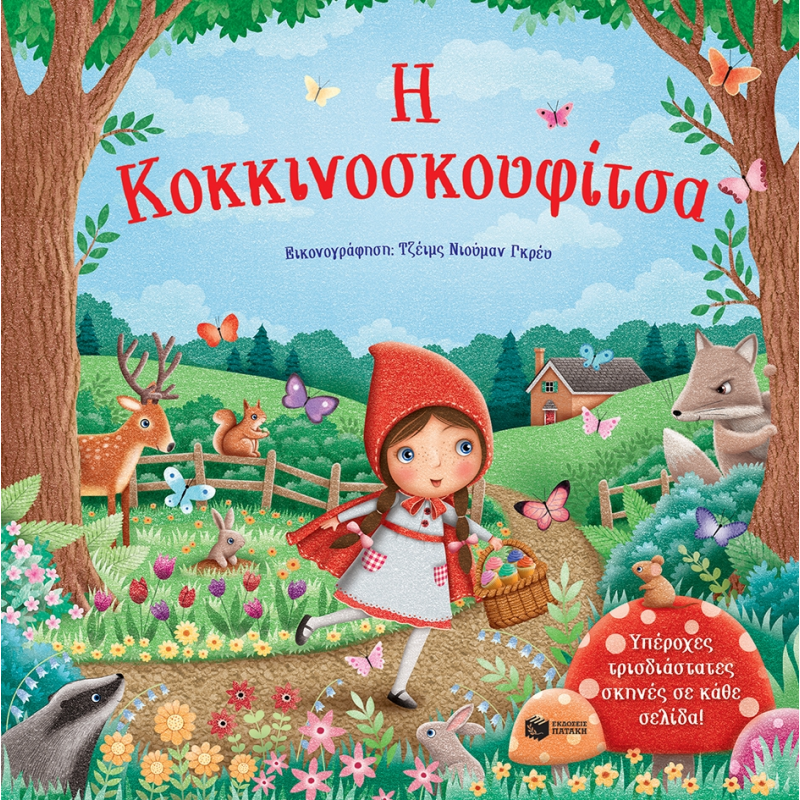 Η
Κοκκινοσκουφίτσα
Εικονογράφηση: Τζέιμς Νιούμαν Γκρέυ
Υπέροχες
τρισδιάστατες
σκηνές σε κάθε
σελίδα!
ΕΚΔΟΣΕΙΣ
ΠΑΤΑΚΗ